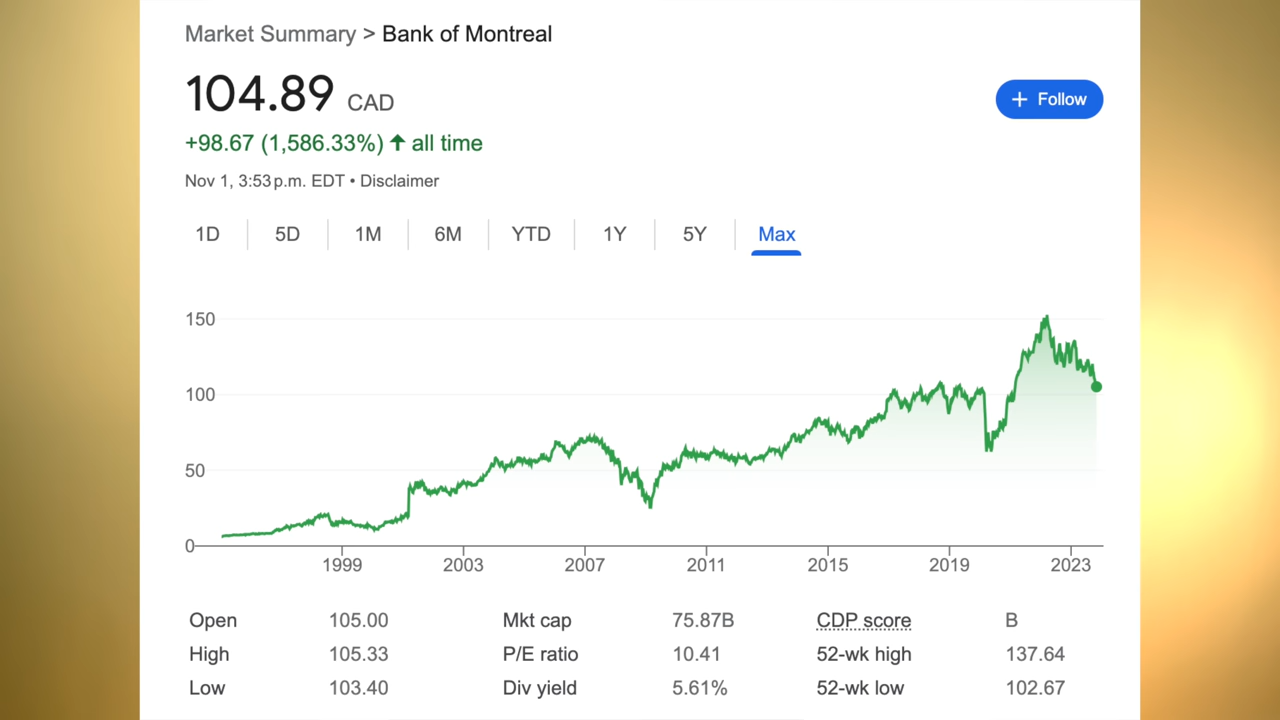 Market Summary > Bank of Montreal
104.89 CAD
+ Follow
+98.67 (1,586.33%) ↑ all time
Nov 1, 3:53 p.m. EDT • Disclaimer
1D 5D 1M 6M YTD 1Y 5Y Max
150
100
50
0
1999 2003 2007 2011 2015 2019 2023
Open 105.00 Mkt cap 75.87B CDP score B
High 105.33 P/E ratio 10.41 52-wk high 137.64
Low 103.40 Div yield 5.61% 52-wk low 102.67